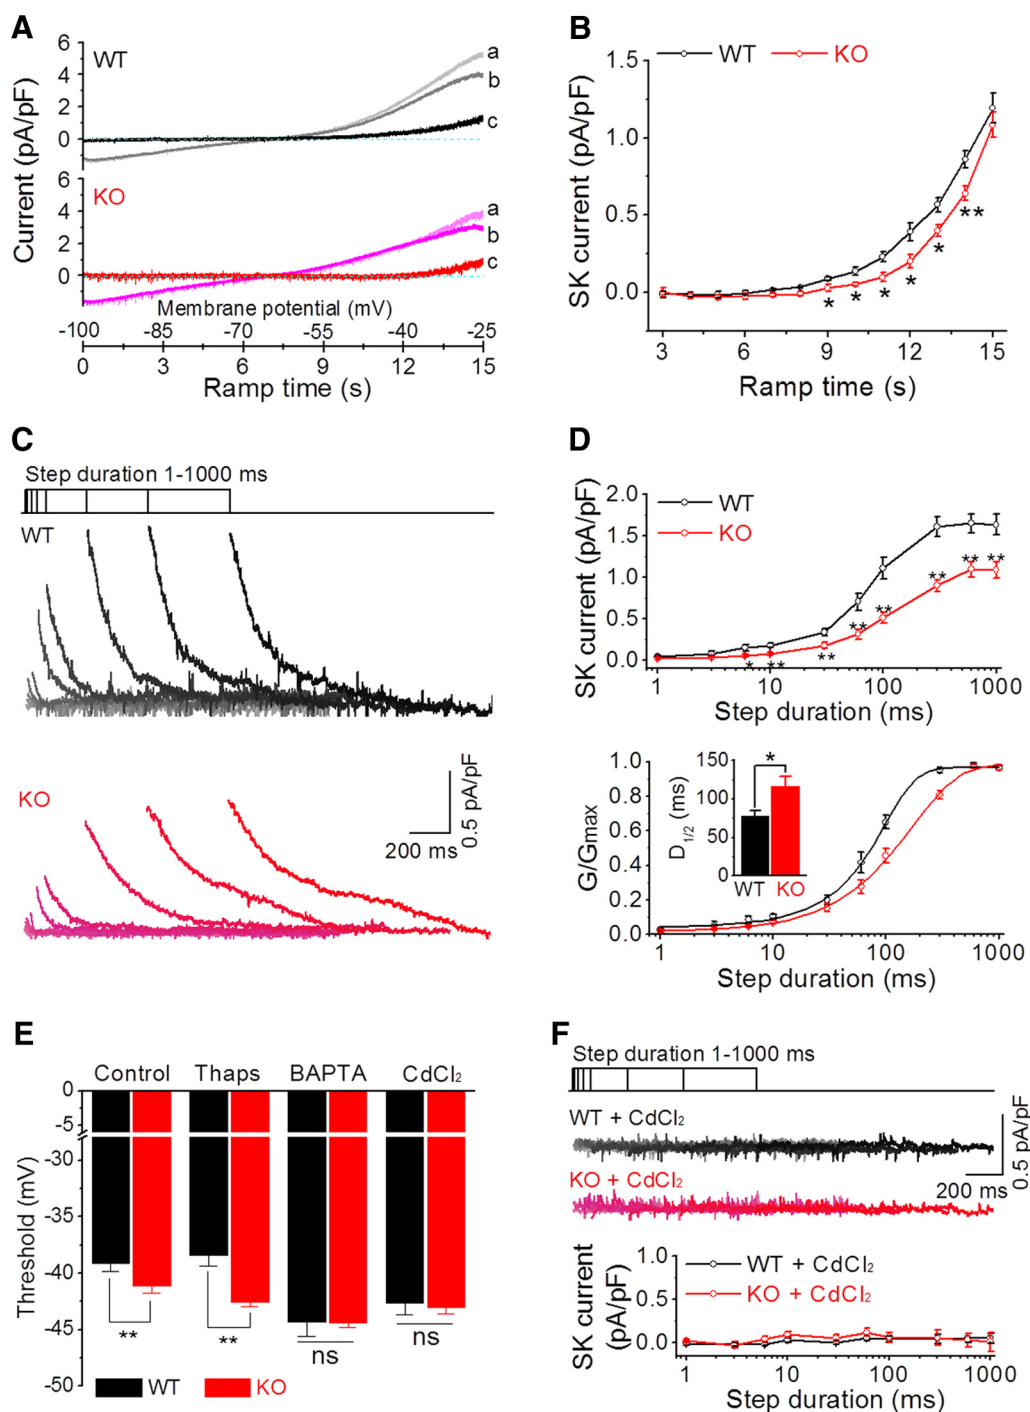 A
6
4
2
0
WT
a
b
c
6
4
2
0
KO
a
b
c
Current (pA/pF)
Membrane potential (mV)
-100 -85 -70 -55 -40 -25
0 3 6 9 12 15
Ramp time (s)
B
WT KO
1.5
1.0
0.5
0.0
SK current (pA/pF)
* * * * * **
3 6 9 12 15
Ramp time (s)
C
Step duration 1-1000 ms
WT
KO
0.5 pA/pF
200 ms
D
2.0
1.5
1.0
0.5
0.0
SK current (pA/pF)
WT
KO
* ** ** ** ** ** ** **
1 10 100 1000
Step duration (ms)
1.0
0.8
0.6
0.4
0.2
0.0
G/Gmax
150
100
75
50
0
D1/2 (ms)
*
WT KO
1 10 100 1000
Step duration (ms)
E
Control Thaps BAPTA CdCl2
0
-5
-30
-35
-40
-45
-50
Threshold (mV)
** ** ns ns
WT KO
F
Step duration 1-1000 ms
WT + CdCl2
KO + CdCl2
0.5 pA/pF
200 ms
1.0
0.5
0.0
SK current
(pA/pF)
WT + CdCl2
KO + CdCl2
1 10 100 1000
Step duration (ms)